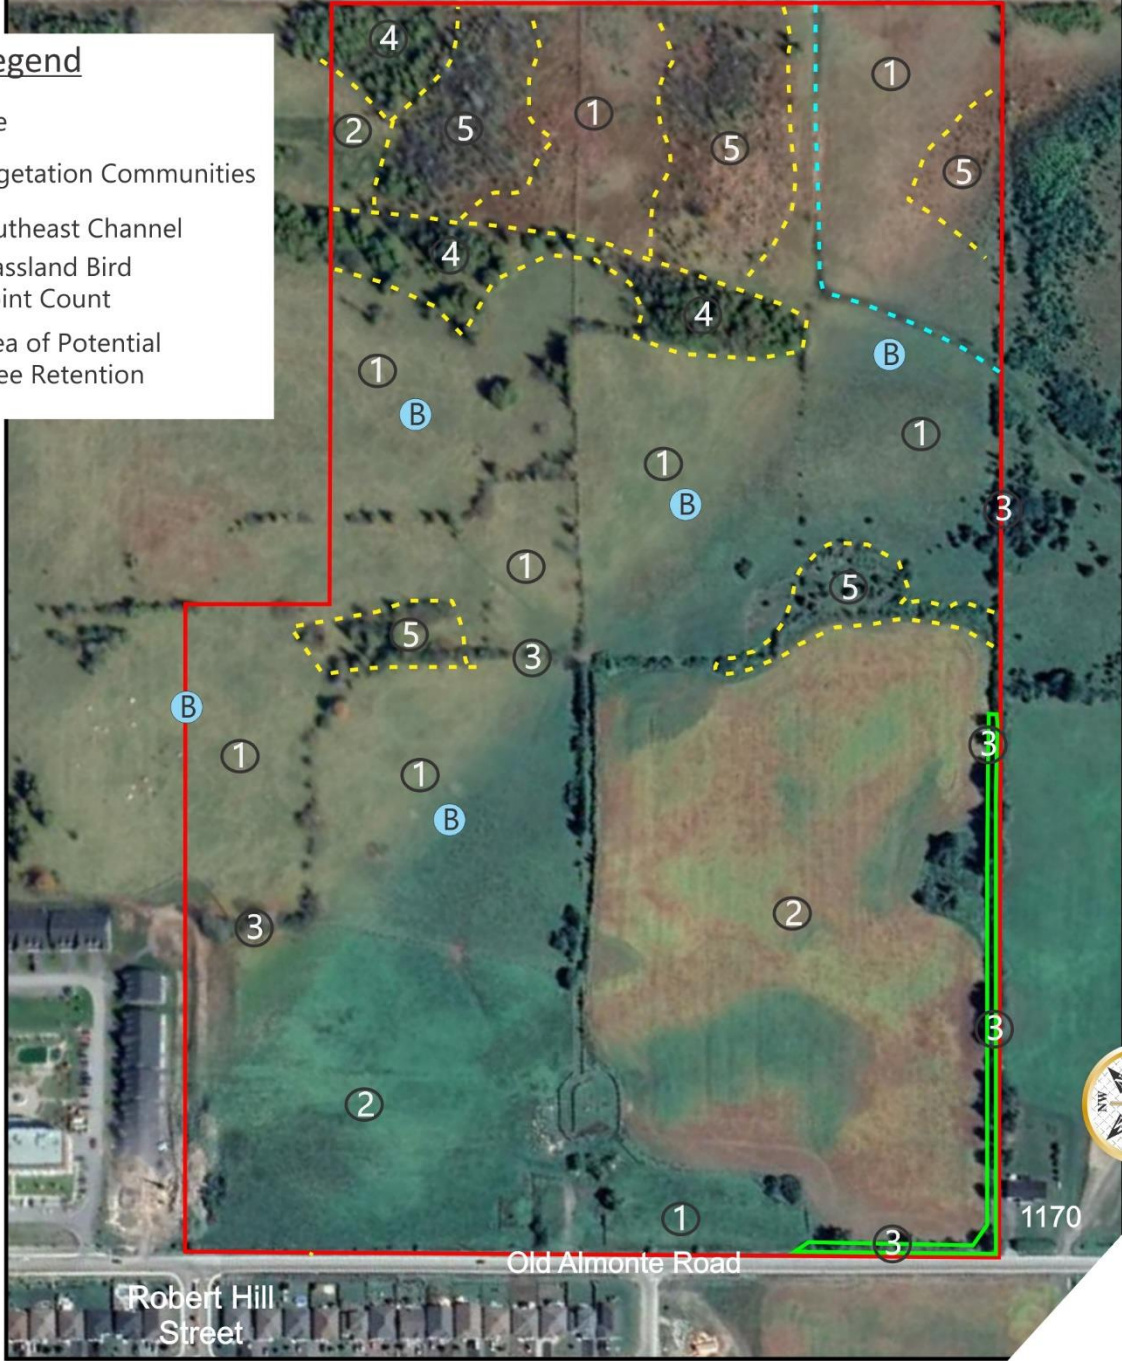 egend
e
getation Communities
utheast Channel
assland Bird
int Count
ea of Potential
ee Retention
4
1
1
5
2
5
5
4
4
B
1
B
1
1
B
3
1
5
5
3
B
3
1
1
B
2
3
3
2
NW
1170
1
3
Old Almonte Road
Robert Hill
Street